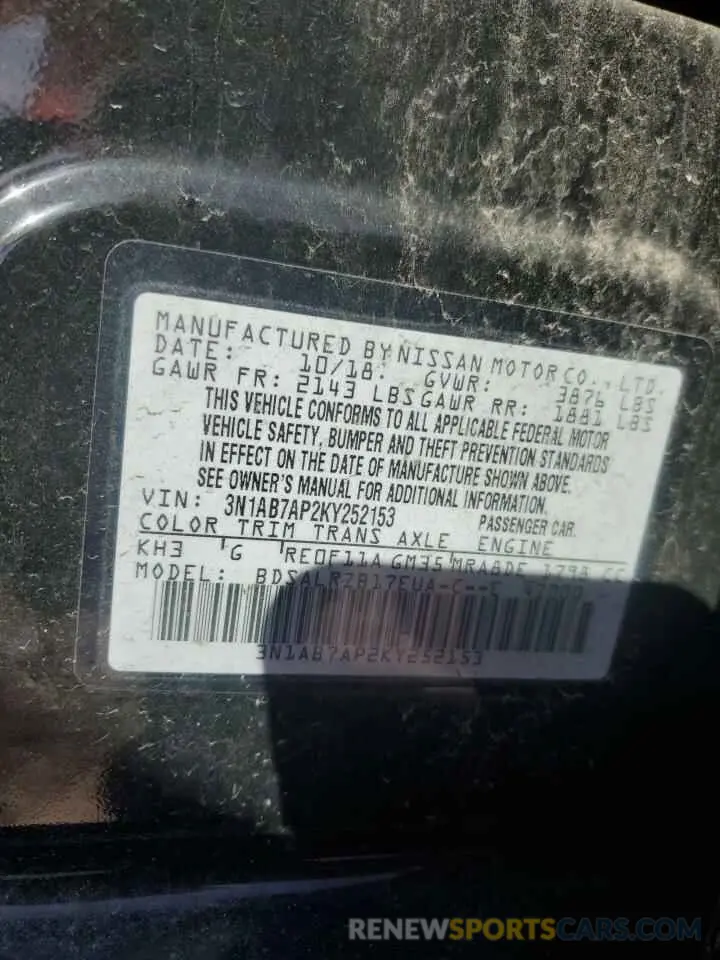 MANUFACTURED BY NISSAN MOTOR CO., LTD.
DATE: 10/18. GVWR: 3876 LBS
GAWR FR: 2143 LBS GAWR RR: 1881 LBS
THIS VEHICLE CONFORMS TO ALL APPLICABLE FEDERAL MOTOR
VEHICLE SAFETY, BUMPER AND THEFT PREVENTION STANDARDS
IN EFFECT ON THE DATE OF MANUFACTURE SHOWN ABOVE.
SEE OWNER'S MANUAL FOR ADDITIONAL INFORMATION.
VIN: 3N1AB7AP2KY252153 PASSENGER CAR.
COLOR TRIM TRANS AXLE ENGINE
KH3 'G 'RE0F11A GM35'MRA8DE 1798 CC
MODEL:
3N1AB7AP2KY252153
RENEWSPORTSCARS.COM